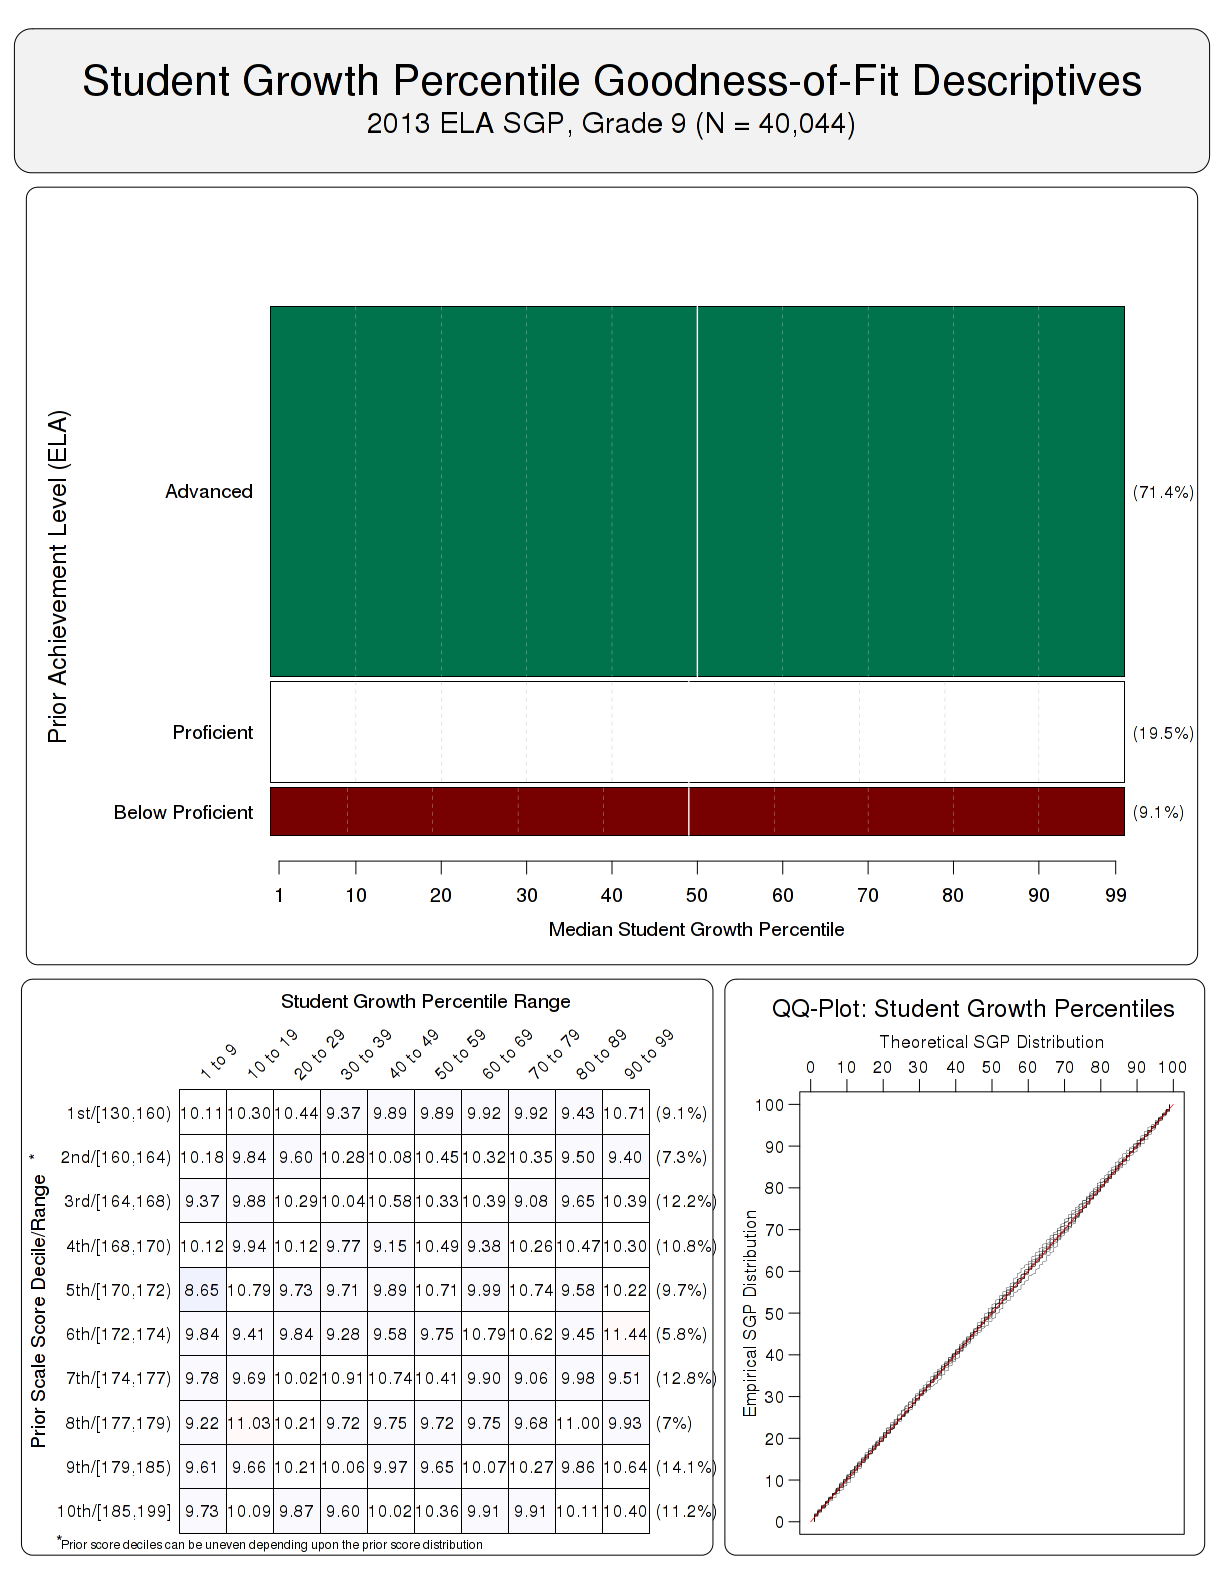 Student Growth Percentile Goodness-of-Fit Descriptives
2013 ELA SGP, Grade 9 (N = 40,044)
Prior Achievement Level (ELA)
Advanced (71.4%)
Proficient (19.5%)
Below Proficient (9.1%)
1 10 20 30 40 50 60 70 80 90 99
Median Student Growth Percentile
Student Growth Percentile Range
1 to 9 10 to 19 20 to 29 30 to 39 40 to 49 50 to 59 60 to 69 70 to 79 80 to 89 90 to 99
Prior Scale Score Decile/Range *
1st/[130,160) 10.11 10.30 10.44 9.37 9.89 9.89 9.92 9.92 9.43 10.71 (9.1%)
2nd/[160,164) 10.18 9.84 9.60 10.28 10.08 10.45 10.32 10.35 9.50 9.40 (7.3%)
3rd/[164,168) 9.37 9.88 10.29 10.04 10.58 10.33 10.39 9.08 9.65 10.39 (12.2%)
4th/[168,170) 10.12 9.94 10.12 9.77 9.15 10.49 9.38 10.26 10.47 10.30 (10.8%)
5th/[170,172) 8.65 10.79 9.73 9.71 9.89 10.71 9.99 10.74 9.58 10.22 (9.7%)
6th/[172,174) 9.84 9.41 9.84 9.28 9.58 9.75 10.79 10.62 9.45 11.44 (5.8%)
7th/[174,177) 9.78 9.69 10.02 10.91 10.74 10.41 9.90 9.06 9.98 9.51 (12.8%)
8th/[177,179) 9.22 11.03 10.21 9.72 9.75 9.72 9.75 9.68 11.00 9.93 (7%)
9th/[179,185) 9.61 9.66 10.21 10.06 9.97 9.65 10.07 10.27 9.86 10.64 (14.1%)
10th/[185,199] 9.73 10.09 9.87 9.60 10.02 10.36 9.91 9.91 10.11 10.40 (11.2%)
*Prior score deciles can be uneven depending upon the prior score distribution
QQ-Plot: Student Growth Percentiles
Theoretical SGP Distribution
0 10 20 30 40 50 60 70 80 90 100
Empirical SGP Distribution
100
90
80
70
60
50
40
30
20
10
0